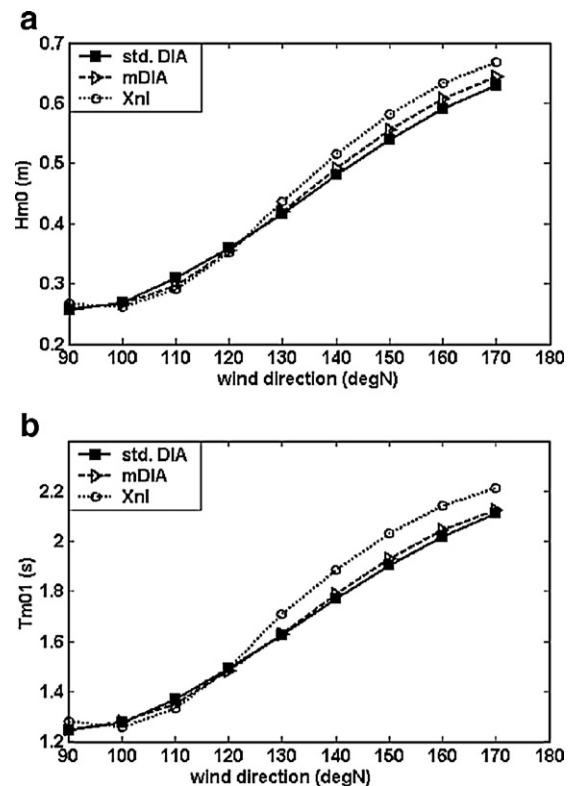 a
0.7
std. DIA
mDIA
Xnl
0.6
0.5
0.4
0.3
0.2
Hm0 (m)
90 100 110 120 130 140 150 160 170 180
wind direction (degN)
b
std. DIA
mDIA
Xnl
2.2
2
1.8
1.6
1.4
1.2
Tm01 (s)
90 100 110 120 130 140 150 160 170 180
wind direction (degN)